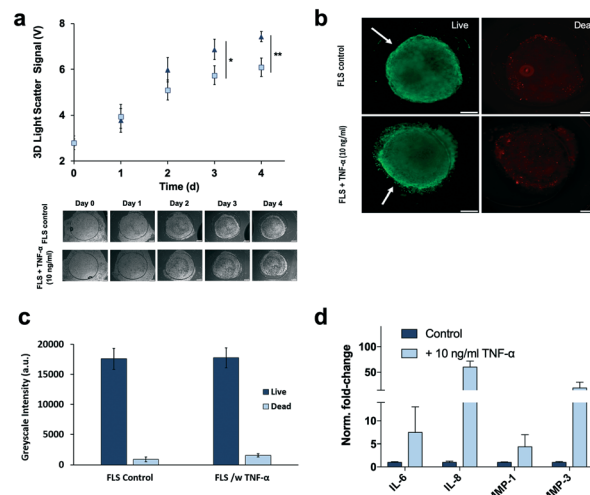 a
3D Light Scatter Signal (V)
8
6
4
2
0
1
2
3
4
*
**
Time (d)
Day 0
Day 1
Day 2
Day 3
Day 4
FLS control
FLS + TNF-α
(10 ng/ml)
b
Live
Dead
FLS
control
FLS + TNF-α (10 ng/ml)
c
Greyscale Intensity (a.u.)
20000
15000
10000
5000
0
Live
Dead
FLS Control
FLS /w TNF-α
d
Control
+ 10 ng/ml TNF-α
Norm. fold-change
100
50
10
5
0
IL-6
IL-8
MMP-1
MMP-3